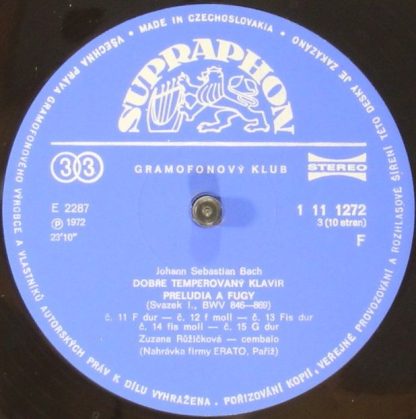 • MADE IN CZECHOSLOVAKIA •
VŠECHNA PRÁVA GRAMOFONOVÉHO VÝROBCE A VLASTNÍKŮ AUTORSKÝCH PRÁV K DÍLU VYHRAŽENA. POŘIZOVÁNÍ KOPIÍ, VEŘEJNÉ PROVOZOVÁNÍ A ROZHLASOVÉ ŠÍŘENÍ TÉTO DESKY JE ZAKÁZÁNO
SUPRAPHON
33 GRAMOFONOVÝ KLUB STEREO
E 2287 1 11 1272
Ⓟ 1972 3 (10 stran)
23'10" F
Johann Sebastian Bach
DOBŘE TEMPEROVANÝ KLAVÍR
PRELUDIA A FUGY
(Svazek I., BWV 846—869)
č. 11 F dur — č. 12 f moll — č. 13 Fis dur
č. 14 fis moll — č. 15 G dur
Zuzana Růžičková — cembalo
(Nahrávka firmy ERATO, Paříž)